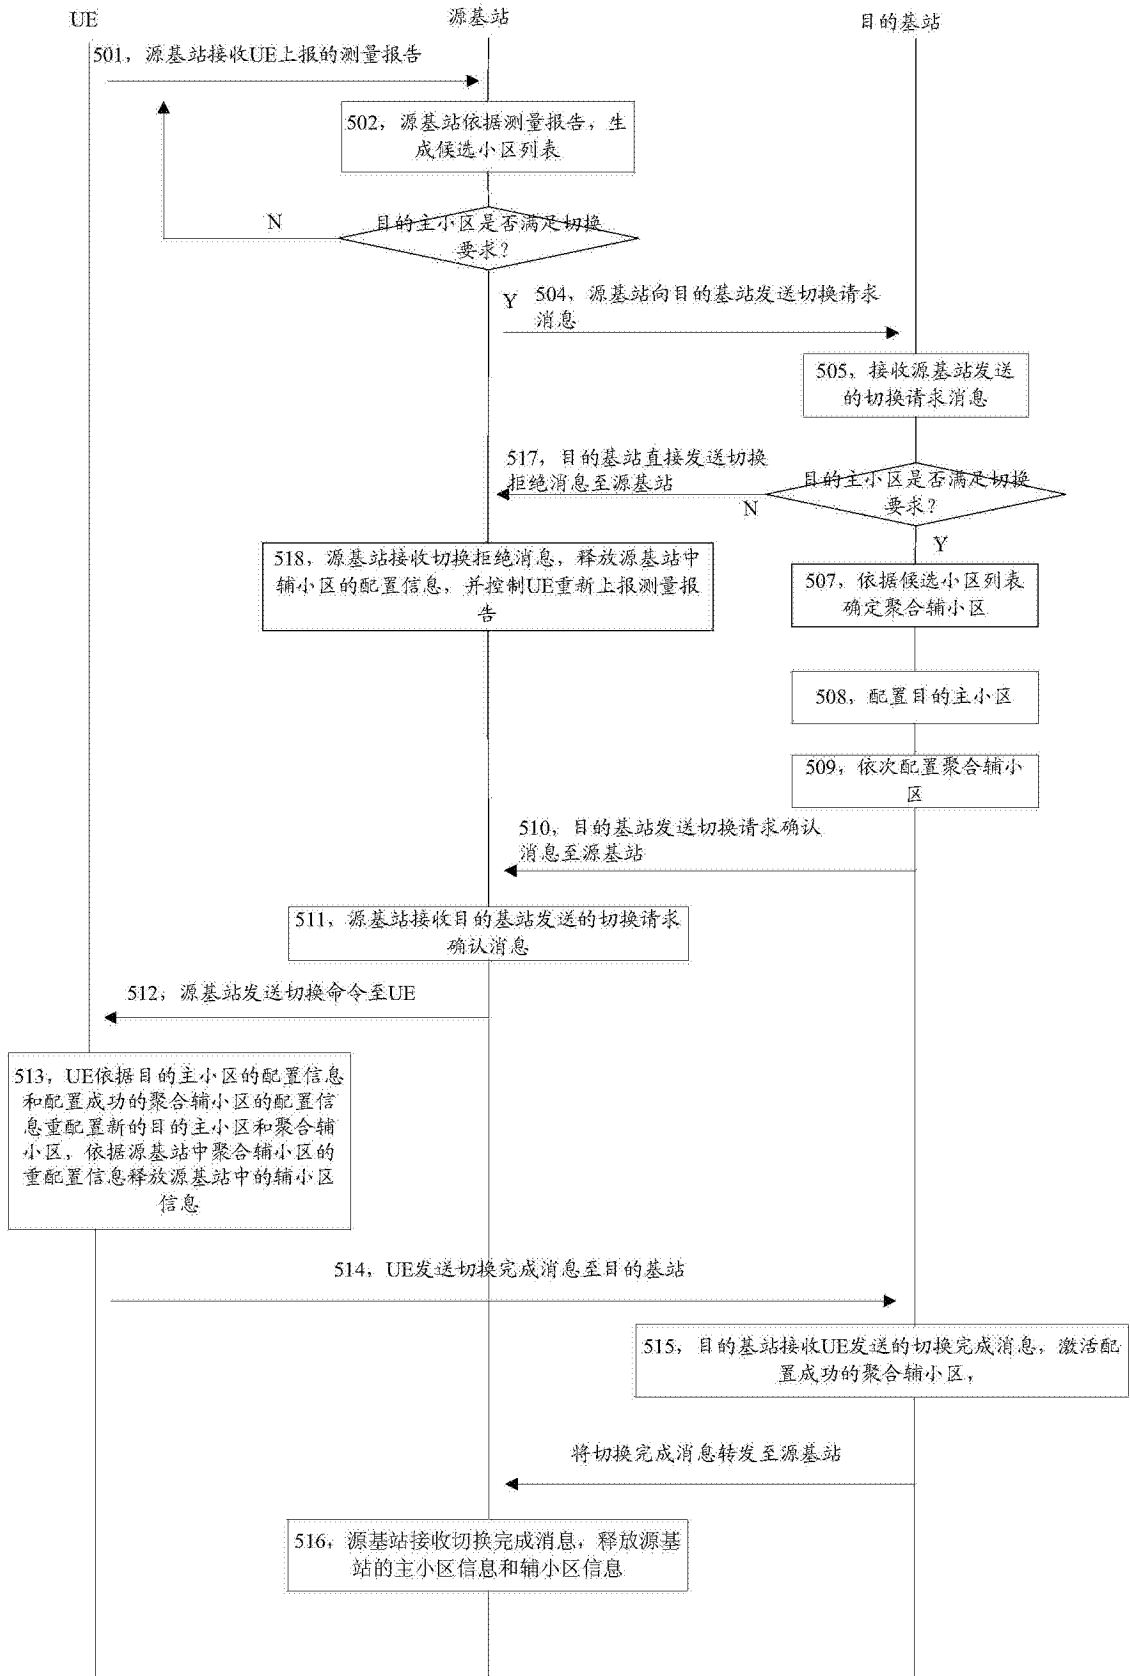 UE
源基站
目的基站
501，源基站接收UE上报的测量报告
502，源基站依据测量报告，生
成候选小区列表
N
目的主小区是否满足切换
要求？
Y
504，源基站向目的基站发送切换请求
消息
505，接收源基站发送
的切换请求消息
517，目的基站直接发送切换
拒绝消息至源基站
目的主小区是否满足切换
要求？
N
Y
518，源基站接收切换拒绝消息，释放源基站中
辅小区的配置信息，并控制UE重新上报测量报
告
507，依据候选小区列表
确定聚合辅小区
508，配置目的主小区
509，依次配置聚合辅小
区
510，目的基站发送切换请求确认
消息至源基站
511，源基站接收目的基站发送的切换请求
确认消息
512，源基站发送切换命令至UE
513，UE依据目的主小区的配置信息
和配置成功的聚合辅小区的配置信
息重配置新的目的主小区和聚合辅
小区，依据源基站中聚合辅小区的
重配置信息释放源基站中的辅小区
信息
514，UE发送切换完成消息至目的基站
515，目的基站接收UE发送的切换完成消息，激活配
置成功的聚合辅小区，
将切换完成消息转发至源基站
516，源基站接收切换完成消息，释放源基
站的主小区信息和辅小区信息